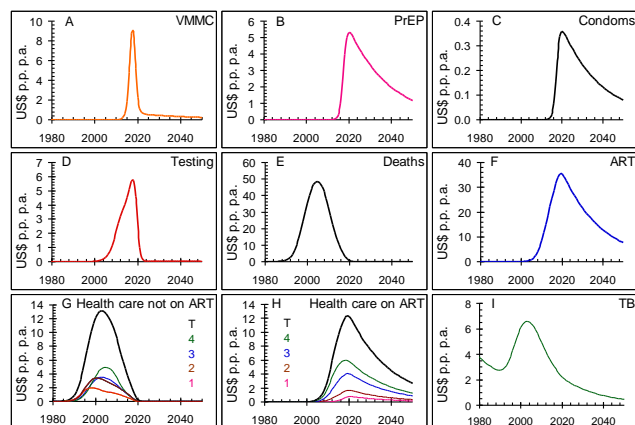 A VMMC
US$ p.p. p.a.
10
8
6
4
2
0
1980 2000 2020 2040
B PrEP
US$ p.p. p.a.
6
5
4
3
2
1
0
1980 2000 2020 2040
C Condoms
US$ p.p. p.a.
0.4
0.3
0.2
0.1
0.0
1980 2000 2020 2040
D Testing
US$ p.p. p.a.
7
6
5
4
3
2
1
0
1980 2000 2020 2040
E Deaths
US$ p.p. p.a.
60
50
40
30
20
10
0
1980 2000 2020 2040
F ART
US$ p.p. p.a.
40
30
20
10
0
1980 2000 2020 2040
G Health care not on ART
US$ p.p. p.a.
14
12
10
8
6
4
2
0
T
4
3
2
1
1980 2000 2020 2040
H Health care on ART
US$ p.p. p.a.
14
12
10
8
6
4
2
0
T
4
3
2
1
1980 2000 2020 2040
I TB
US$ p.p. p.a.
8
6
4
2
0
1980 2000 2020 2040